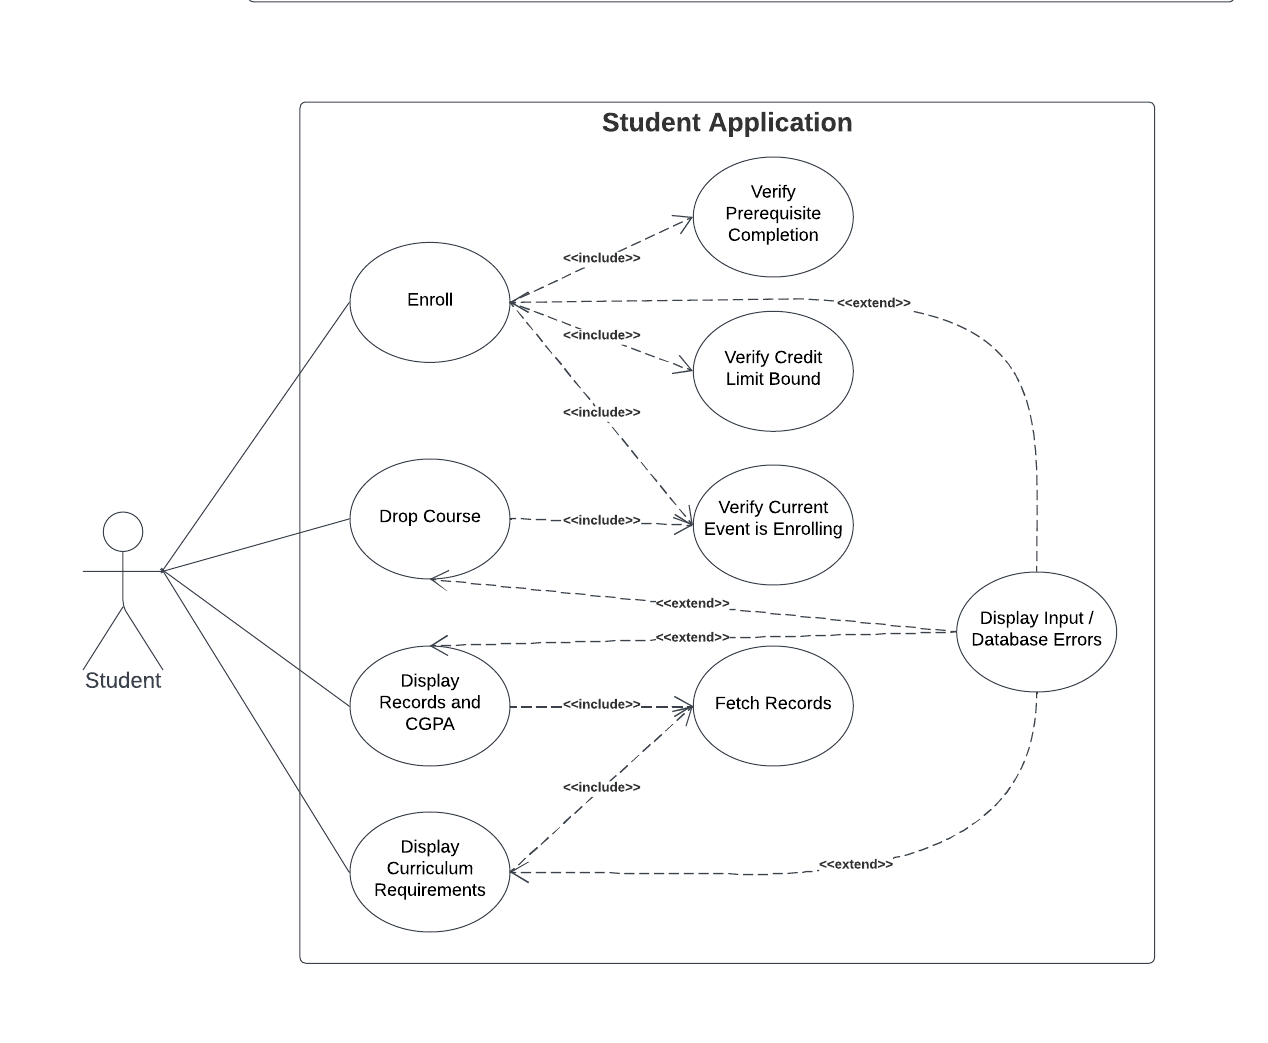 Student Application
Verify
Prerequisite
Completion
<<include>>
Enroll
<<extend>>
<<include>>
Verify Credit
Limit Bound
<<include>>
Drop Course
<<include>>
Verify Current
Event is Enrolling
<<extend>>
Display Input /
Database Errors
<<extend>>
Student
Display
Records and
CGPA
<<include>>
Fetch Records
<<include>>
Display
Curriculum
Requirements
<<extend>>